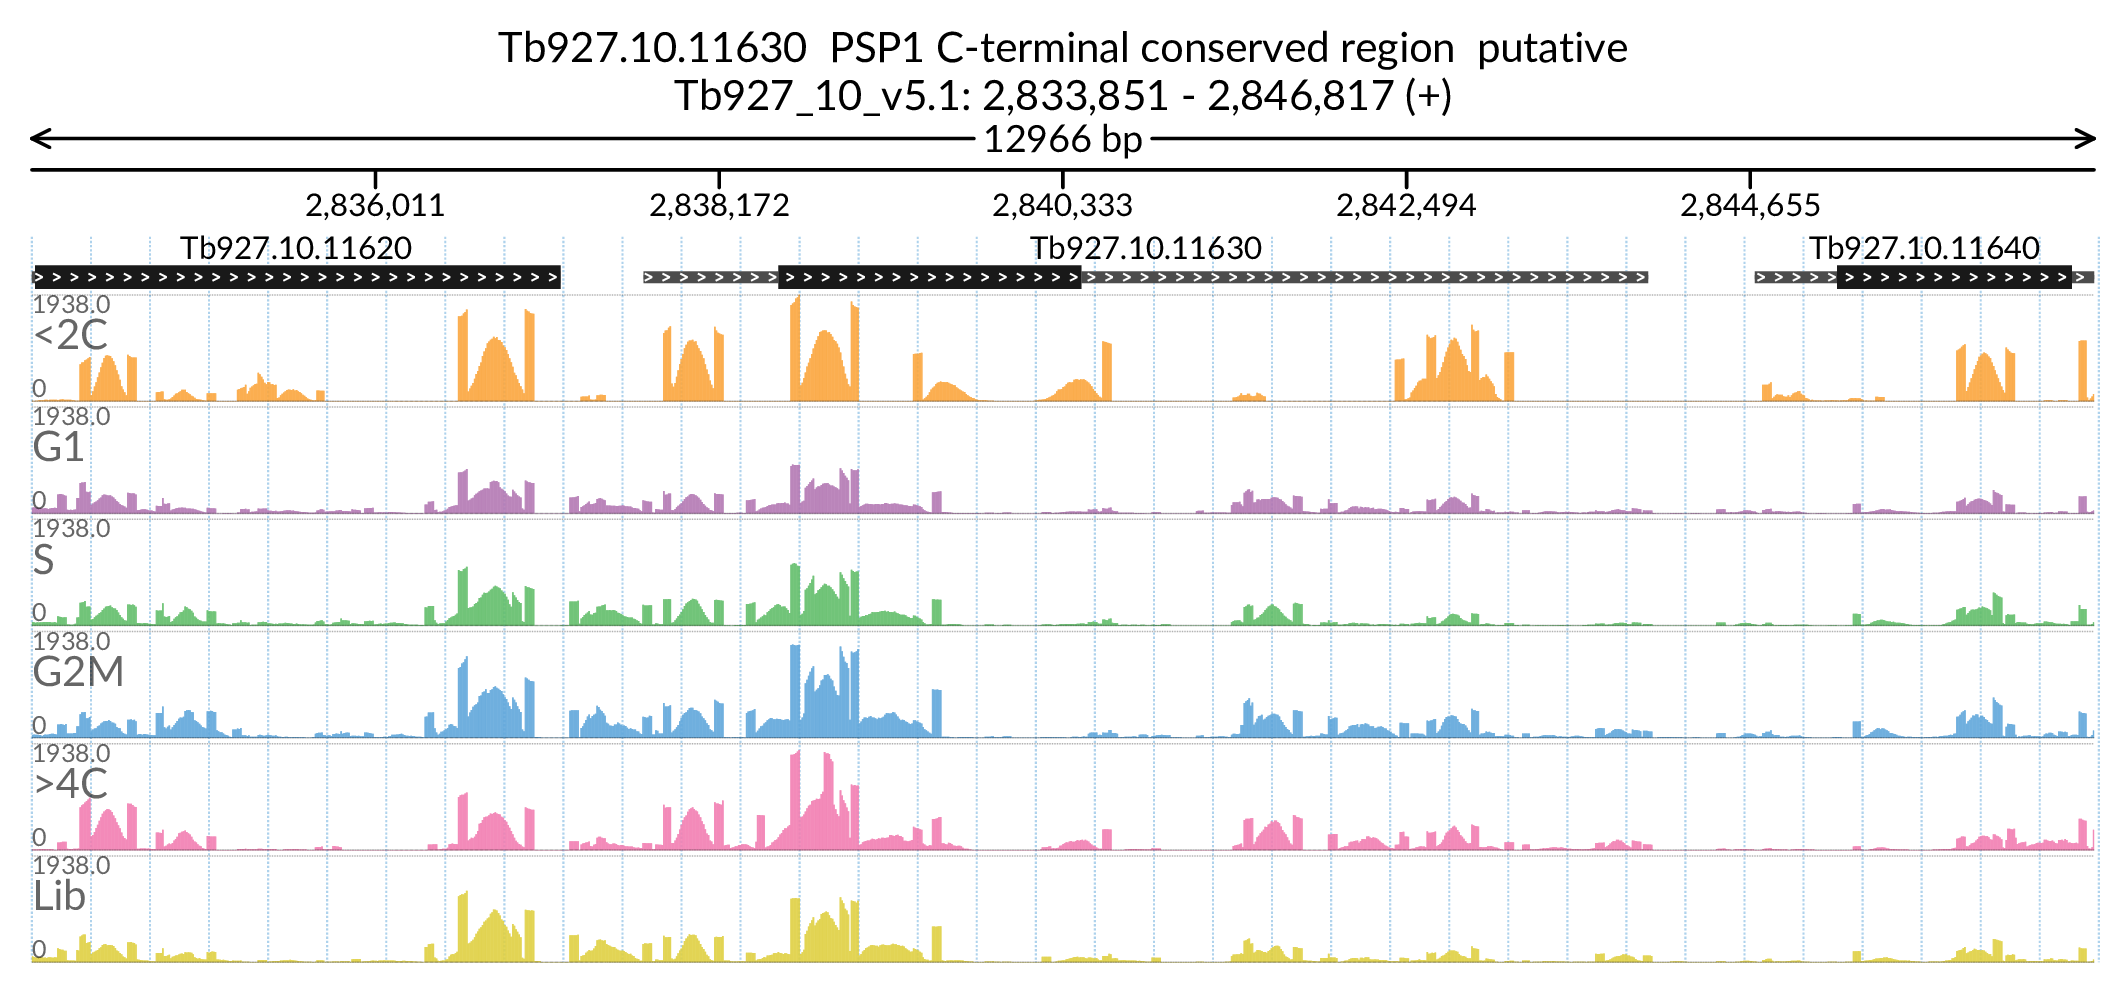 Tb927.10.11630  PSP1 C-terminal conserved region  putative
Tb927_10_v5.1: 2,833,851 - 2,846,817 (+)
12966 bp
2,836,011 2,838,172 2,840,333 2,842,494 2,844,655
Tb927.10.11620 Tb927.10.11630 Tb927.10.11640
1938.0
<2C
0
1938.0
G1
0
1938.0
S
0
1938.0
G2M
0
1938.0
>4C
0
1938.0
Lib
0